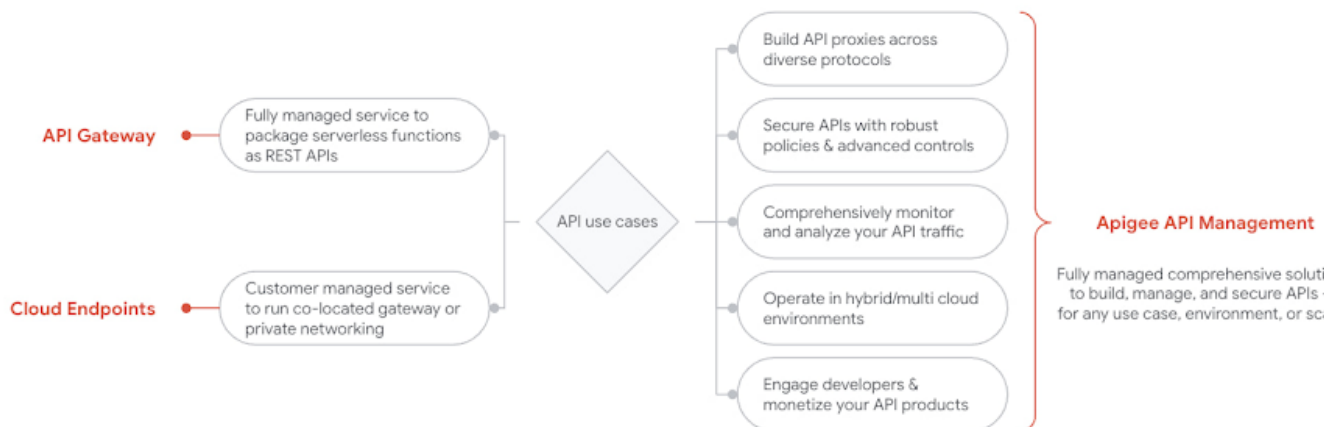 API Gateway
Fully managed service to
package serverless functions
as REST APIs
Cloud Endpoints
Customer managed service
to run co-located gateway or
private networking
API use cases
Build API proxies across
diverse protocols
Secure APIs with robust
policies & advanced controls
Comprehensively monitor
and analyze your API traffic
Operate in hybrid/multi cloud
environments
Engage developers &
monetize your API products
Apigee API Management
Fully managed comprehensive
to build, manage, and secure APIs
for any use case, environment, or